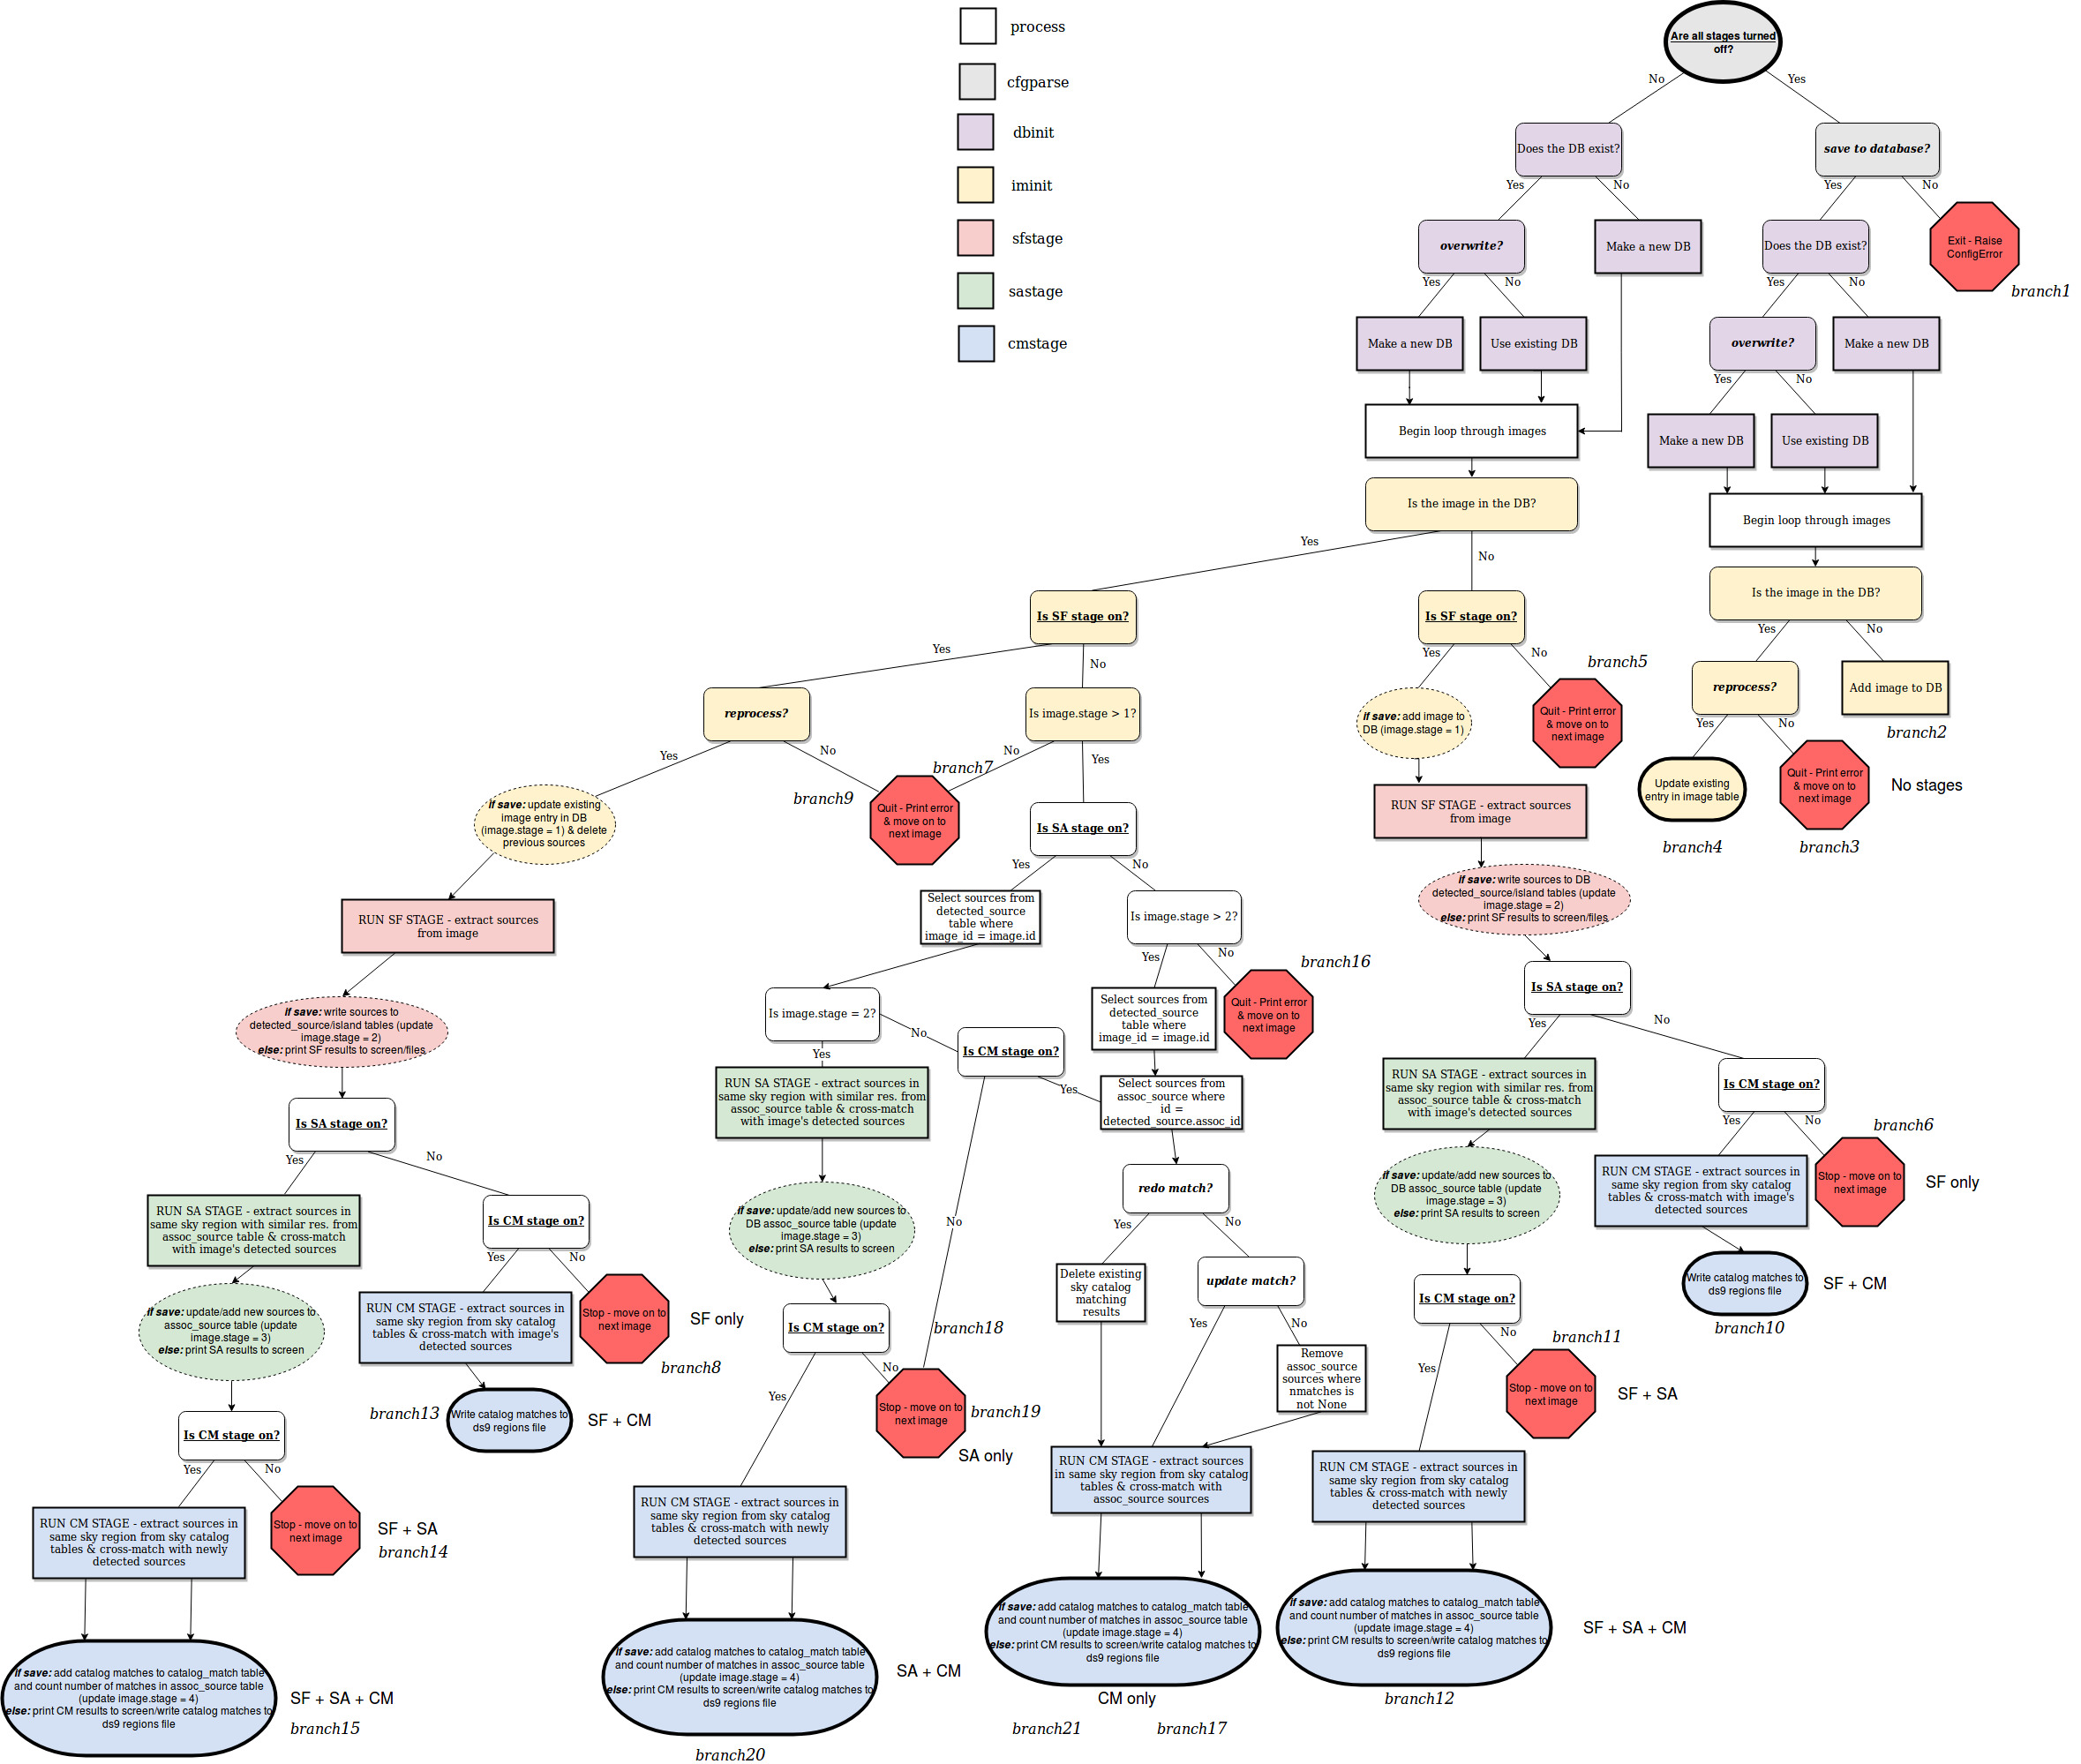 process
cfgparse
dbinit
iminit
sfstage
sastage
cmstage
Are all stages turned
off?
No
Yes
Does the DB exist?
save to database?
Yes
No
Yes
No
overwrite?
Make a new DB
Does the DB exist?
Exit - Raise
ConfigError
branch1
Yes
No
Yes
No
Make a new DB
Use existing DB
overwrite?
Make a new DB
Yes
No
Begin loop through images
Make a new DB
Use existing DB
Is the image in the DB?
Begin loop through images
Yes
No
Is the image in the DB?
Yes
No
Is SF stage on?
Is SF stage on?
Yes
No
Yes
No
branch5
reprocess?
Add image to DB
branch2
Yes
No
reprocess?
Is image.stage > 1?
if save: add image to
DB (image.stage = 1)
Quit - Print error
& move on to
next image
Update existing
entry in image table
Quit - Print error
& move on to
next image
No stages
branch4
branch3
Yes
No
No
Yes
branch7
branch9
if save: update existing
image entry in DB
(image.stage = 1) & delete
previous sources
Quit - Print error
& move on to
next image
Is SA stage on?
RUN SF STAGE - extract sources
from image
Yes
No
if save: write sources to DB
detected_source/island tables (update
image.stage = 2)
else: print SF results to screen/files
RUN SF STAGE - extract sources
from image
Select sources from
detected_source
table where
image_id = image.id
Is image.stage > 2?
Yes
No
branch16
Is SA stage on?
Yes
No
if save: write sources to
detected_source/island tables (update
image.stage = 2)
else: print SF results to screen/files
Is image.stage = 2?
No
Yes
Is CM stage on?
Select sources from
detected_source
table where
image_id = image.id
Quit - Print error
& move on to
next image
RUN SA STAGE - extract sources in
same sky region with similar res. from
assoc_source table & cross-match
with image's detected sources
Yes
Select sources from
assoc_source where
id =
detected_source.assoc_id
RUN SA STAGE - extract sources in
same sky region with similar res. from
assoc_source table & cross-match
with image's detected sources
Is CM stage on?
Yes
No
branch6
Is SA stage on?
Yes
No
redo match?
Yes
No
if save: update/add new sources to
DB assoc_source table (update
image.stage = 3)
else: print SA results to screen
RUN CM STAGE - extract sources in
same sky region from sky catalog
tables & cross-match with image's
detected sources
Stop - move on to
next image
SF only
RUN SA STAGE - extract sources in
same sky region with similar res. from
assoc_source table & cross-match
with image's detected sources
Is CM stage on?
Yes
No
if save: update/add new sources to
DB assoc_source table (update
image.stage = 3)
else: print SA results to screen
No
Delete existing
sky catalog
matching
results
update match?
Yes
No
Is CM stage on?
Write catalog matches to
ds9 regions file
SF + CM
branch10
if save: update/add new sources to
assoc_source table (update
image.stage = 3)
else: print SA results to screen
RUN CM STAGE - extract sources in
same sky region from sky catalog
tables & cross-match with image's
detected sources
Stop - move on to
next image
SF only
branch8
Is CM stage on?
branch18
Yes
No
Remove
assoc_source
sources where
nmatches is
not None
Yes
No
branch11
Stop - move on to
next image
SF + SA
branch13
Write catalog matches to
ds9 regions file
SF + CM
Stop - move on to
next image
branch19
SA only
Is CM stage on?
Yes
No
RUN CM STAGE - extract sources
in same sky region from sky catalog
tables & cross-match with
assoc_source sources
RUN CM STAGE - extract sources in
same sky region from sky catalog
tables & cross-match with newly
detected sources
RUN CM STAGE - extract sources in
same sky region from sky catalog
tables & cross-match with newly
detected sources
Stop - move on to
next image
SF + SA
branch14
RUN CM STAGE - extract sources in
same sky region from sky catalog
tables & cross-match with newly
detected sources
if save: add catalog matches to catalog_match table
and count number of matches in assoc_source table
(update image.stage = 4)
else: print CM results to screen/write catalog matches to
ds9 regions file
CM only
branch21
branch17
if save: add catalog matches to catalog_match table
and count number of matches in assoc_source table
(update image.stage = 4)
else: print CM results to screen/write catalog matches to
ds9 regions file
SF + SA + CM
branch12
if save: add catalog matches to catalog_match table
and count number of matches in assoc_source table
(update image.stage = 4)
else: print CM results to screen/write catalog matches to
ds9 regions file
SF + SA + CM
branch15
if save: add catalog matches to catalog_match table
and count number of matches in assoc_source table
(update image.stage = 4)
else: print CM results to screen/write catalog matches to
ds9 regions file
SA + CM
branch20